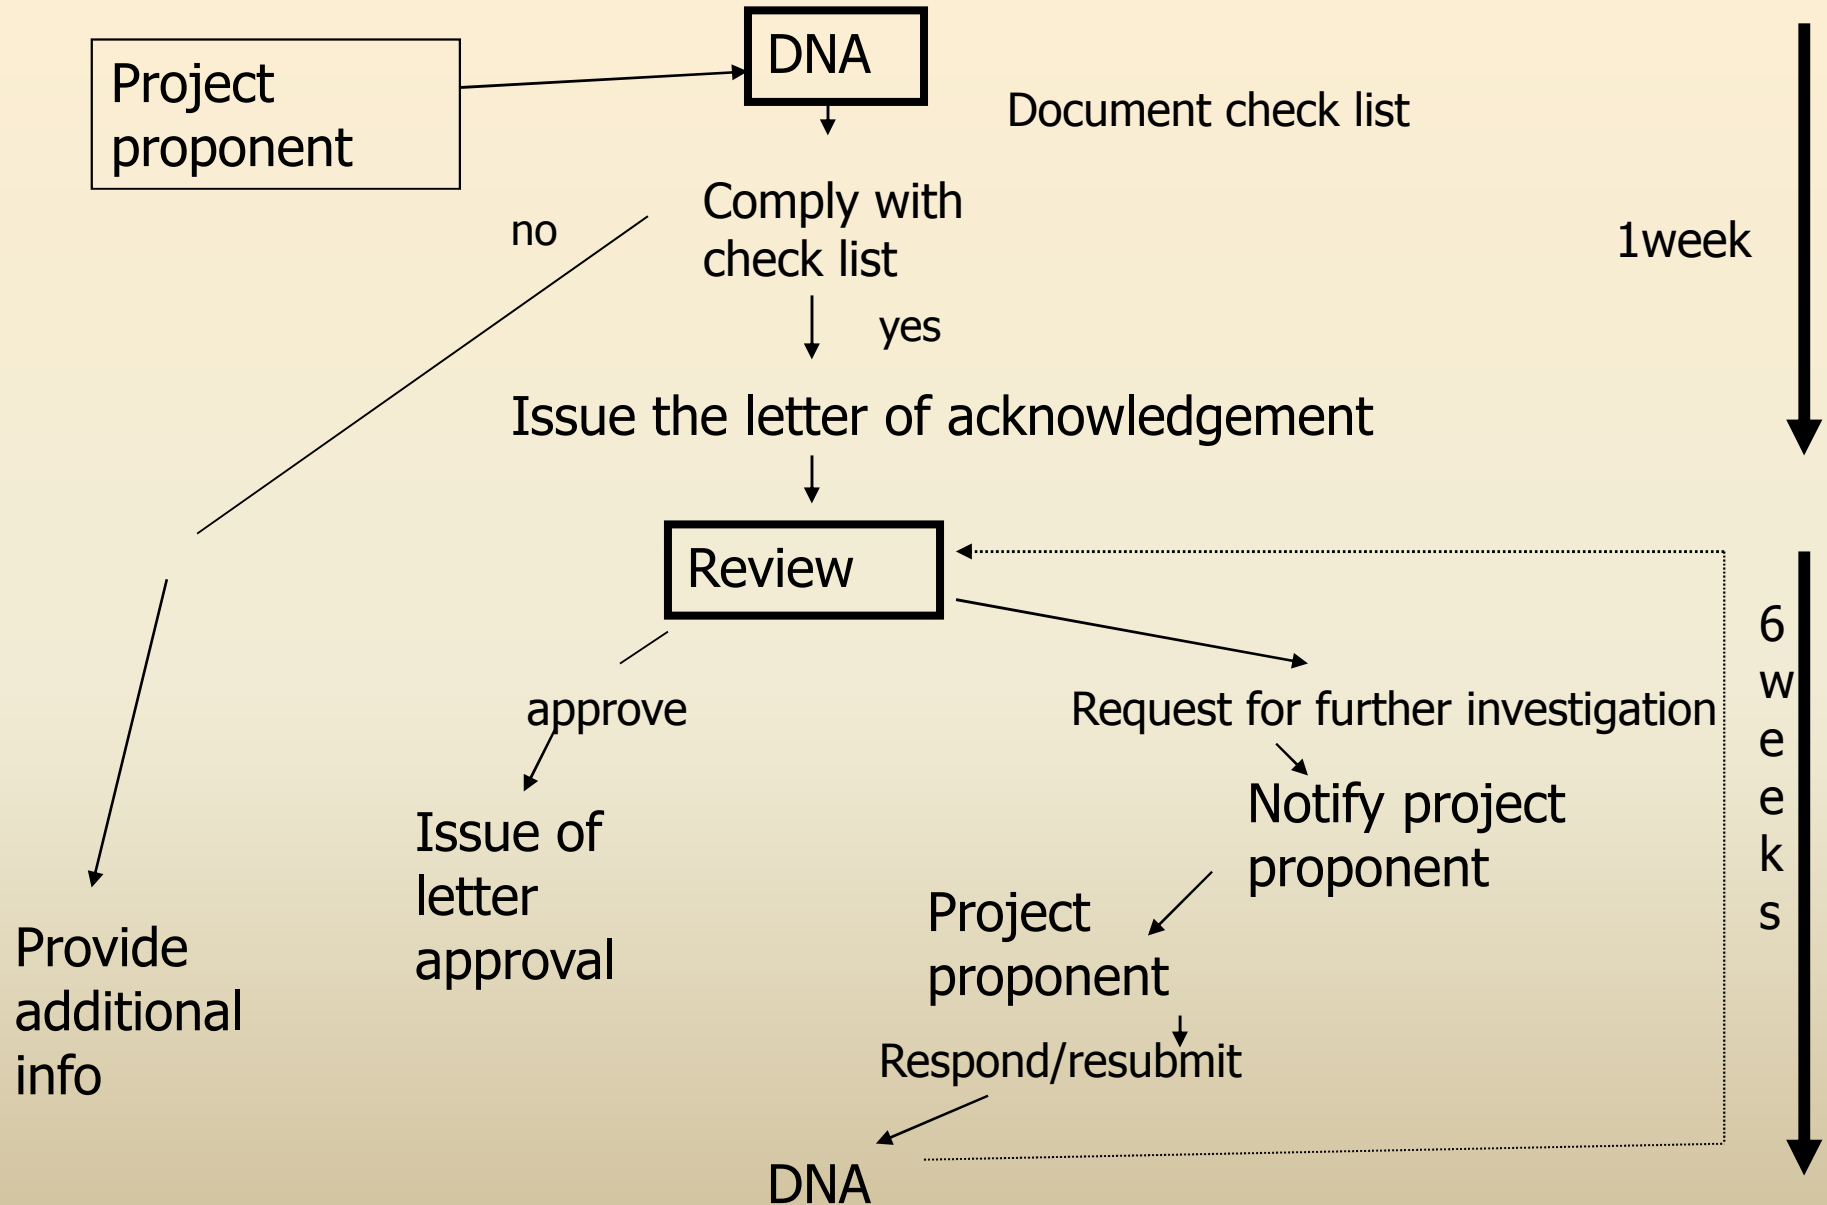 DNA
Project
proponent
Document check list
Comply with
check list
no
1week
yes
Issue the letter of acknowledgement
Review
6
w
e
e
k
s
approve
Request for further investigation
Issue of
letter
approval
Notify project
proponent
Project
proponent
Provide
additional
info
Respond/resubmit
DNA